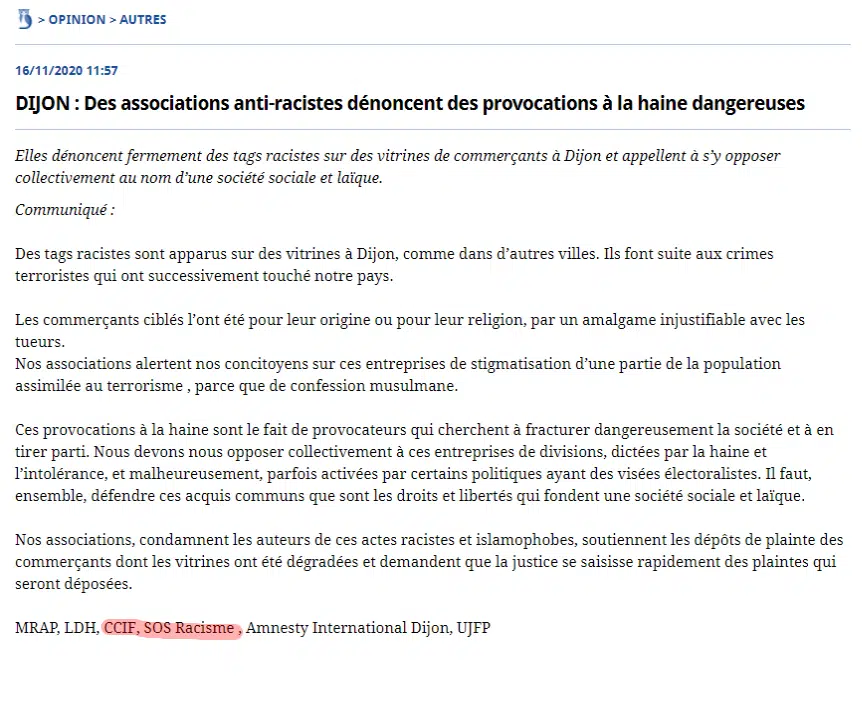 > OPINION > AUTRES
16/11/2020 11:57
DIJON : Des associations anti-racistes dénoncent des provocations à la haine dangereuses
Elles dénoncent fermement des tags racistes sur des vitrines de commerçants à Dijon et appellent à s’y opposer
collectivement au nom d’une société sociale et laïque.
Communiqué :
Des tags racistes sont apparus sur des vitrines à Dijon, comme dans d’autres villes. Ils font suite aux crimes
terroristes qui ont successivement touché notre pays.
Les commerçants ciblés l’ont été pour leur origine ou pour leur religion, par un amalgame injustifiable avec les
tueurs.
Nos associations alertent nos concitoyens sur ces entreprises de stigmatisation d’une partie de la population
assimilée au terrorisme , parce que de confession musulmane.
Ces provocations à la haine sont le fait de provocateurs qui cherchent à fracturer dangereusement la société et à en
tirer parti. Nous devons nous opposer collectivement à ces entreprises de divisions, dictées par la haine et
l’intolérance, et malheureusement, parfois activées par certains politiques ayant des visées électoralistes. Il faut,
ensemble, défendre ces acquis communs que sont les droits et libertés qui fondent une société sociale et laïque.
Nos associations, condamnent les auteurs de ces actes racistes et islamophobes, soutiennent les dépôts de plainte des
commerçants dont les vitrines ont été dégradées et demandent que la justice se saisisse rapidement des plaintes qui
seront déposées.
MRAP, LDH, CCIF, SOS Racisme , Amnesty International Dijon, UJFP